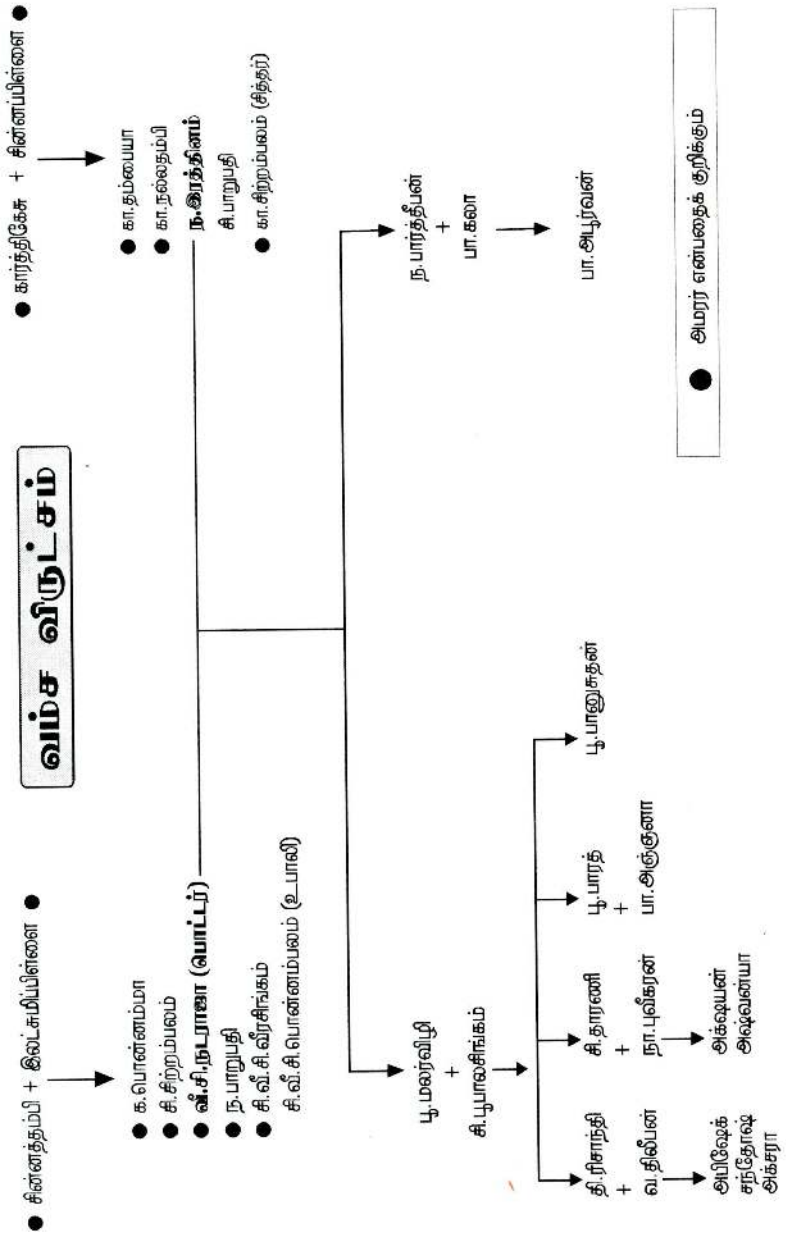 வம்ச விருட்சம்
● சின்னத்தம்பி + இலட்சுமிப்பிள்ளை ●
● க.பொன்னம்மா
● சி.சிற்றம்பலம்
● வீ.சி.நடராஜா (பொட்டர்)
● ந.பாறுபதி
● சி.வீ.சி.வீரசிங்கம்
சி.வீ.சி.பொன்னம்பலம் (உபாலி)
● கார்த்திகேசு + சின்னப்பிள்ளை ●
● கா.தம்பையா
● கா.நல்லதம்பி
ந.இரத்தினம்
சி.பாறுபதி
● கா.சிற்றம்பலம் (சித்தர்)
பூ.மலர்விழி
+
சி.பூபாலசிங்கம்
ந.பார்த்தீபன்
+
பா.கலா
பா.அபூர்வன்
தி.ரிசாந்தி
+
வ.திலீபன்
அபிஷேக்
சந்தோஷ்
அக்சரா
சி.தாரணி
+
நா.புவீகரன்
அக்‌ஷயன்
அஷ்வன்யா
பூ.பாரத்
+
பா.அஞ்சுனா
பூ.பானுசுதன்
● அமரர் என்பதைக் குறிக்கும்